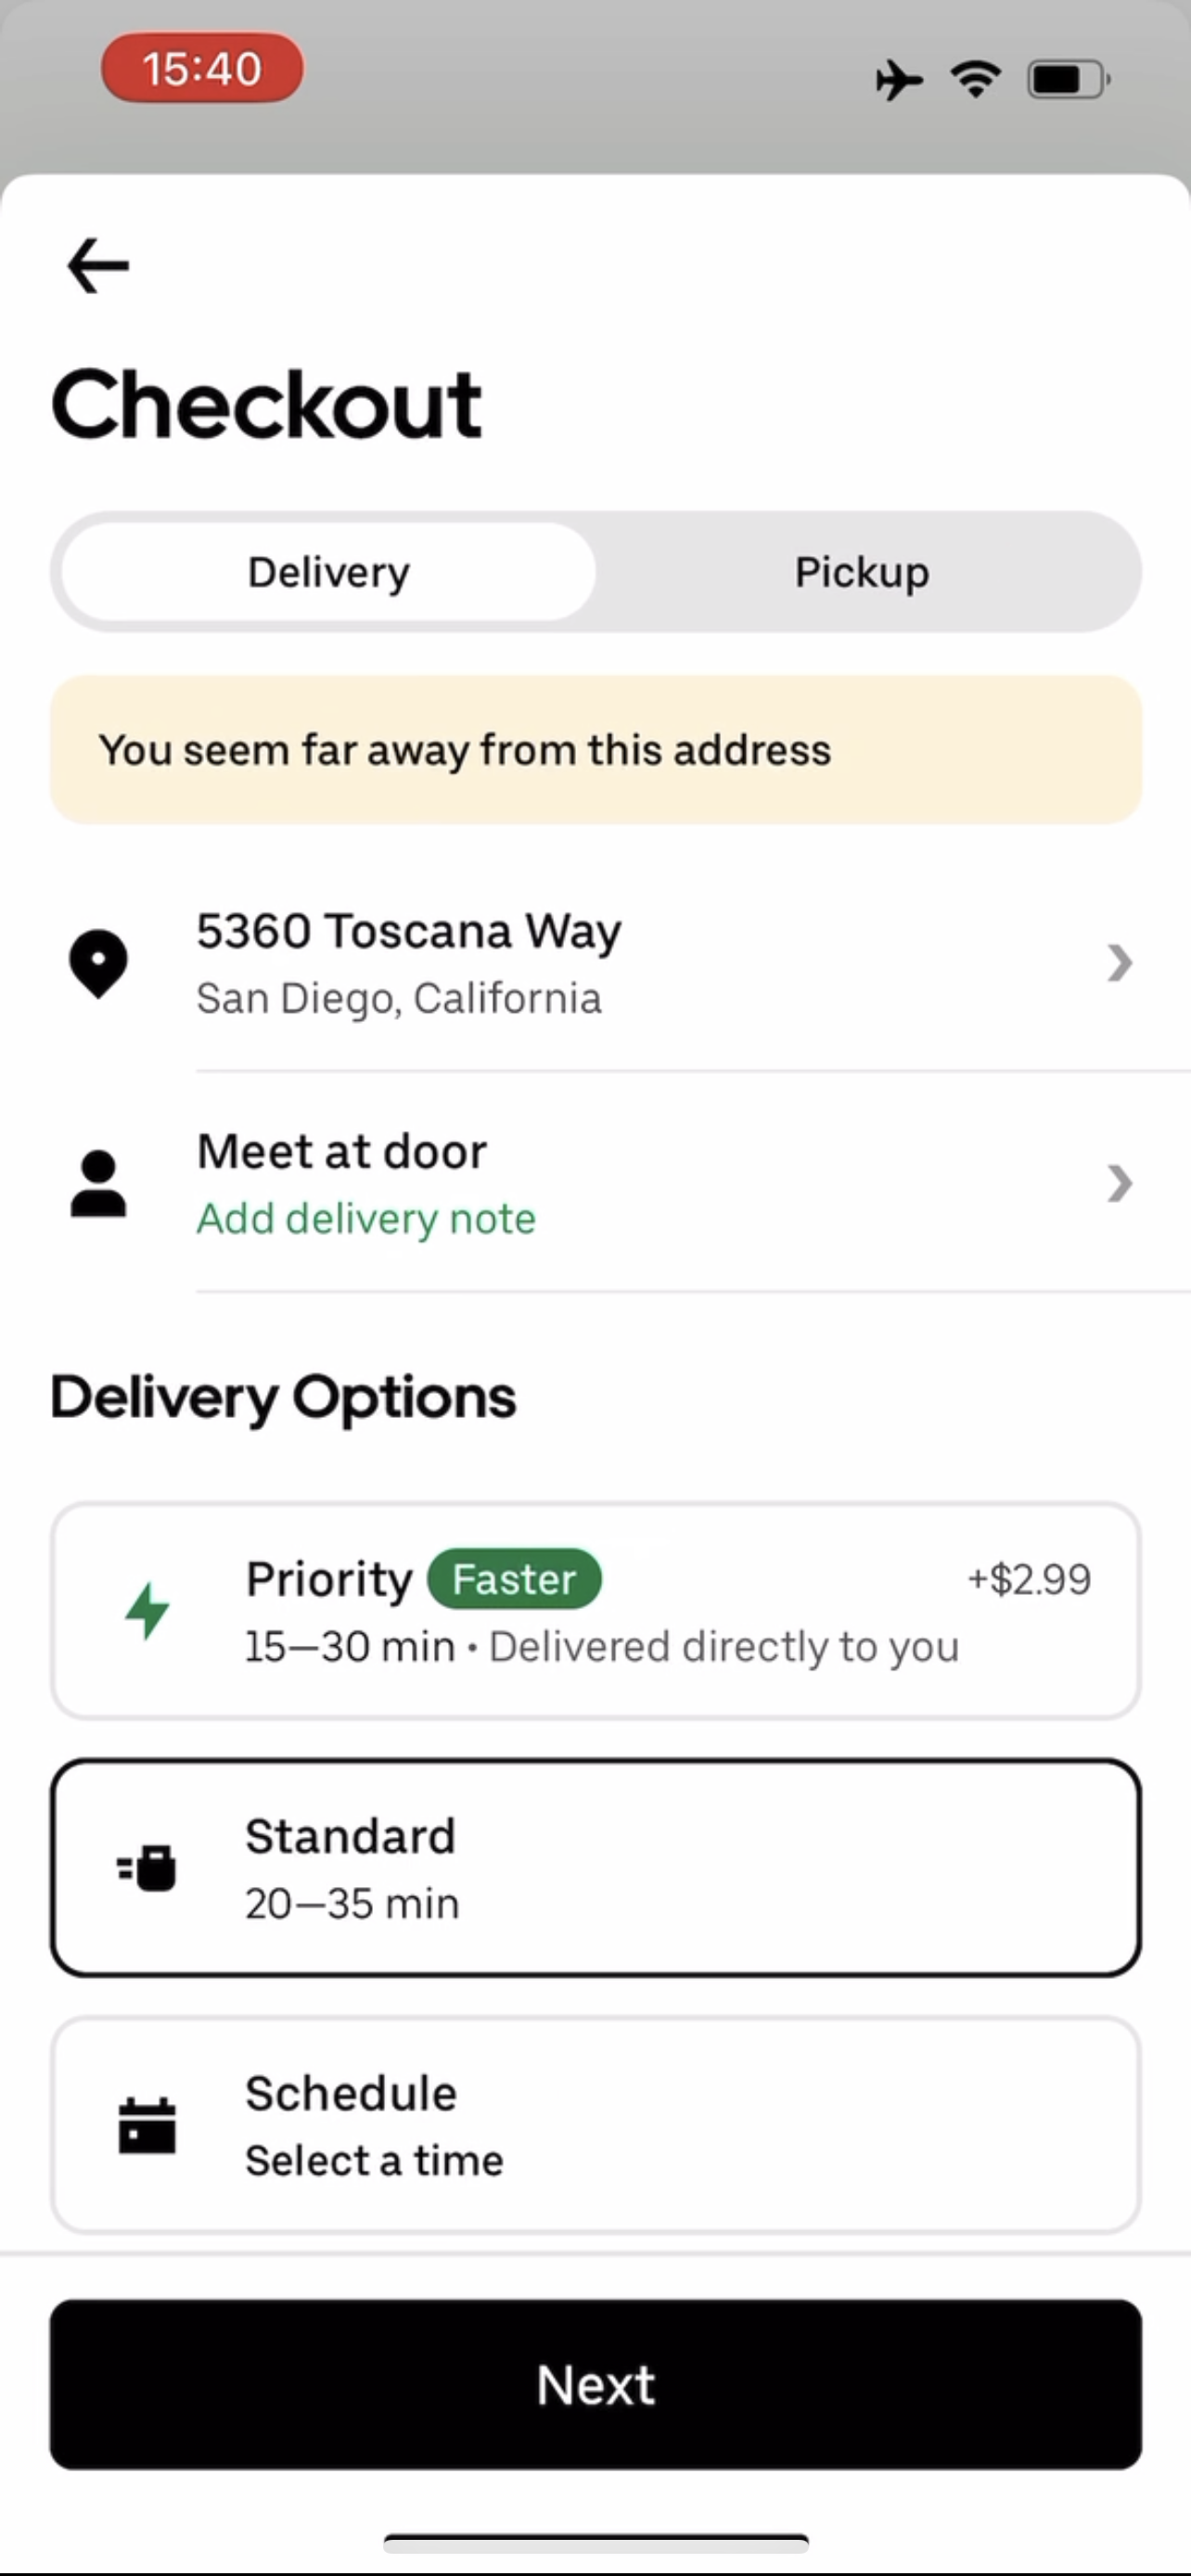 15:40
Checkout
Delivery
Pickup
You seem far away from this address
5360 Toscana Way
San Diego, California
Meet at door
Add delivery note
Delivery Options
Priority Faster +$2.99
15—30 min • Delivered directly to you
Standard
20—35 min
Schedule
Select a time
Next